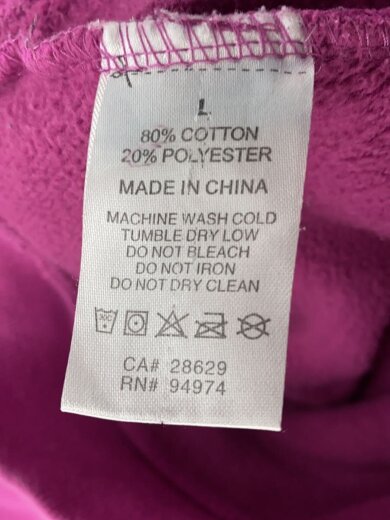 L
80% COTTON
20% POLYESTER
MADE IN CHINA
MACHINE WASH COLD
TUMBLE DRY LOW
DO NOT BLEACH
DO NOT IRON
DO NOT DRY CLEAN
30C
CA# 28629
RN# 94974